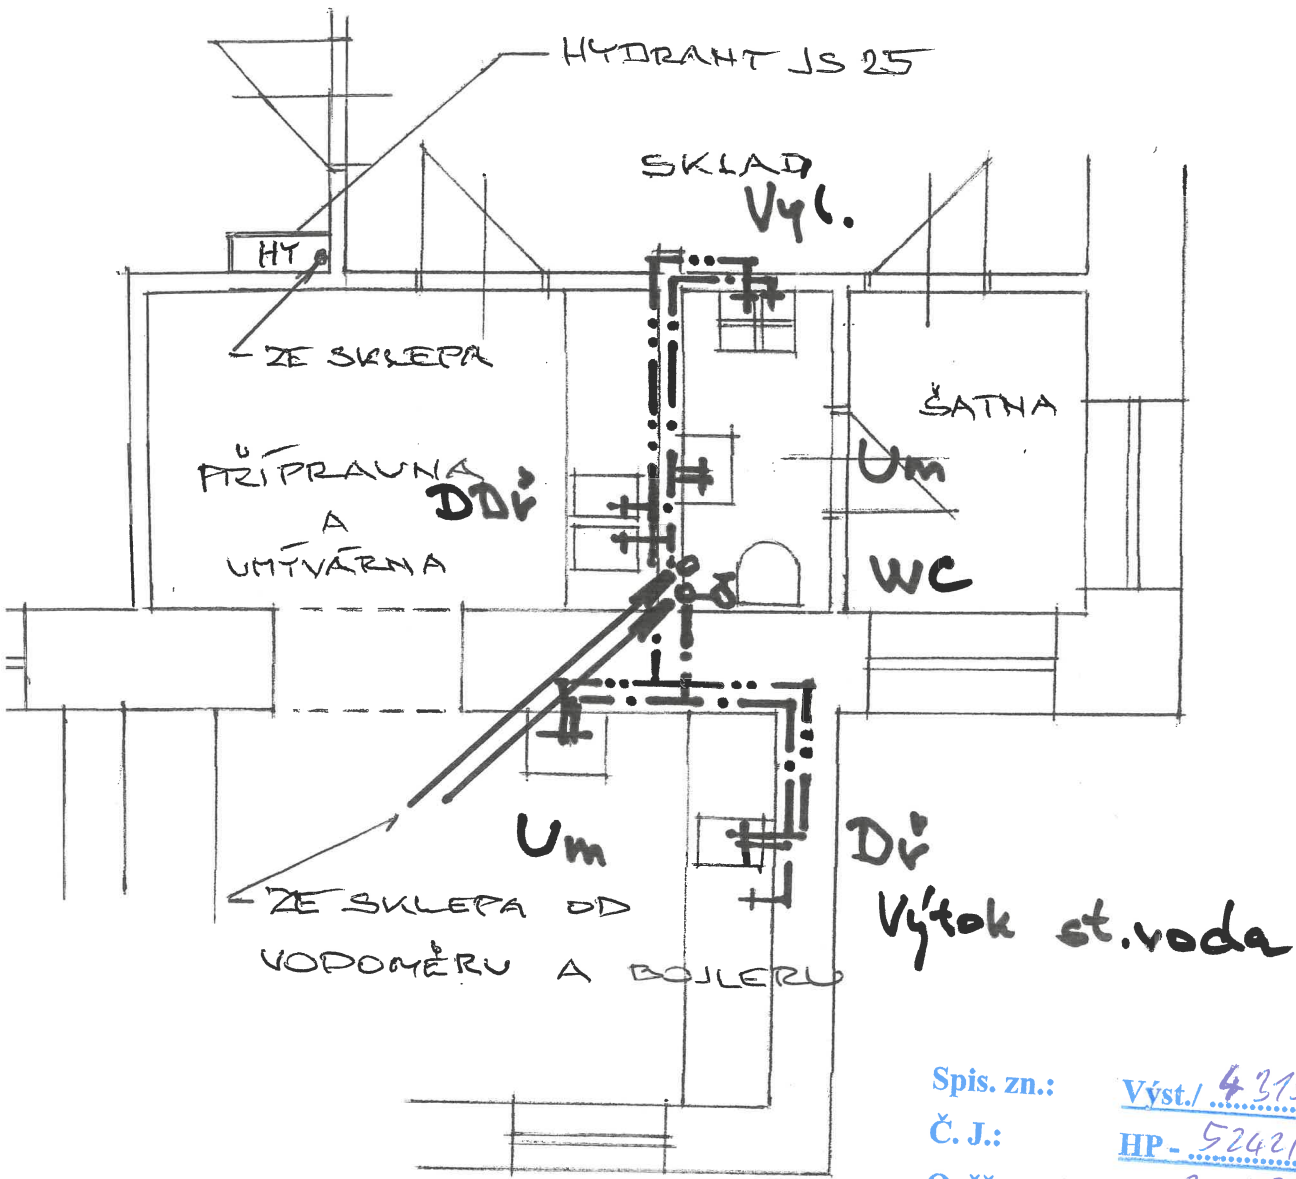 HYDRANT JS 25
SKLAD
Výl.
HY
ZE SKLEPA
ŠATNA
PŘÍPRAVNA
A
UMÝVÁRNA
DDř
Um
WC
Um
Dř
ZE SKLEPA OD
VODOMĚRU A BOJLERU
Výtok st.voda
Spis. zn.: Výst./
Č. J.: HP -